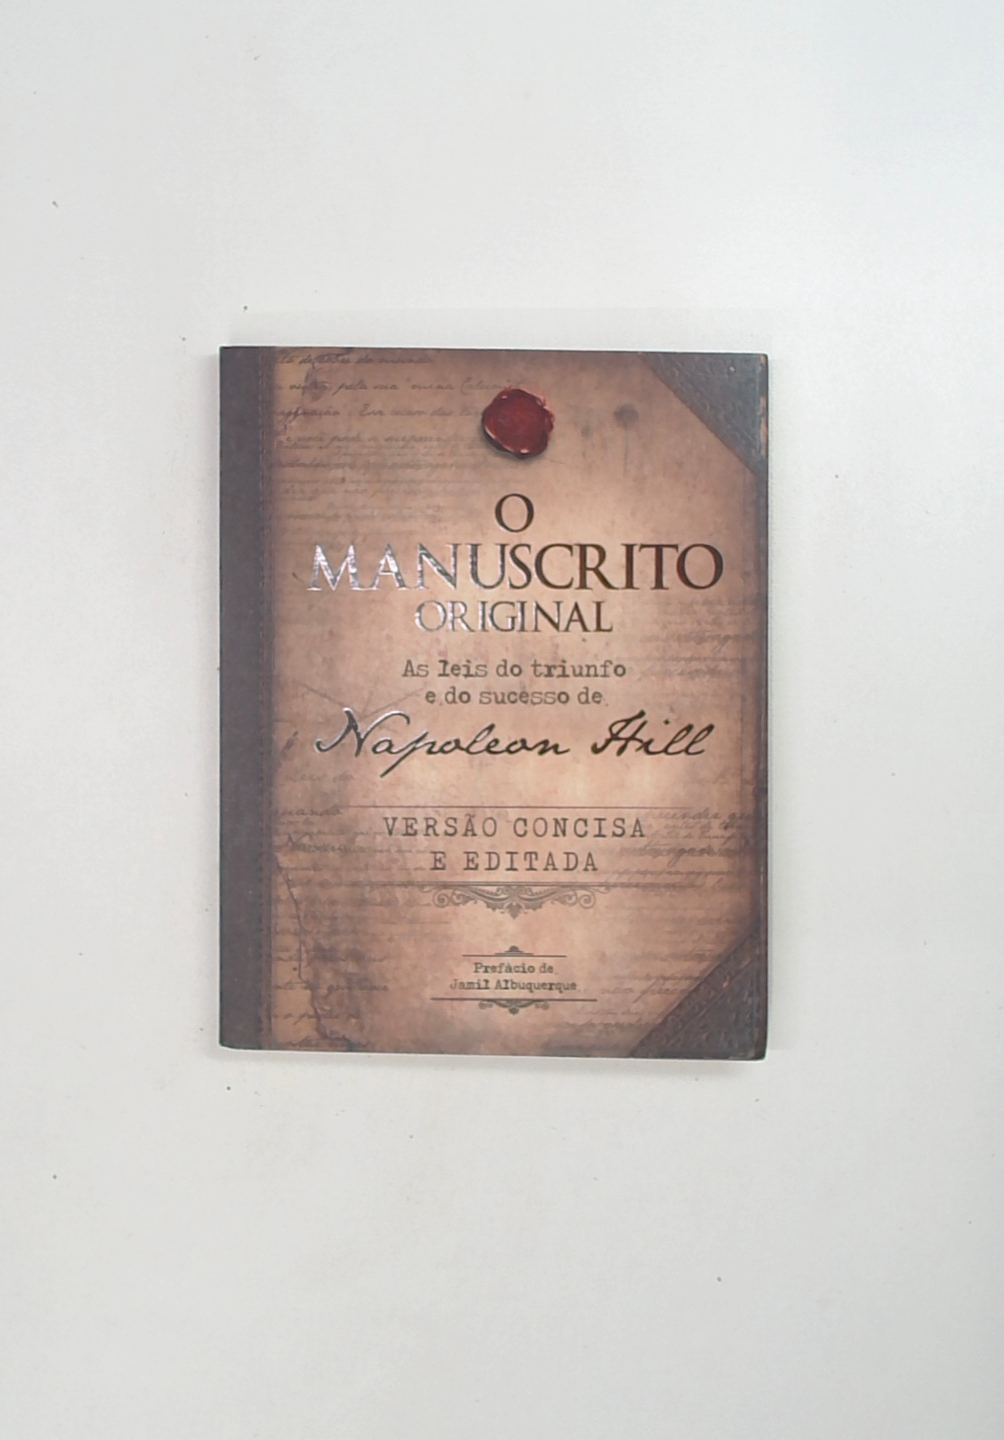 O
MANUSCRITO
ORIGINAL
As leis do triunfo
e do sucesso de
Napoleon Hill
VERSÃO CONCISA
E EDITADA
Prefácio de
Jamil Albuquerque